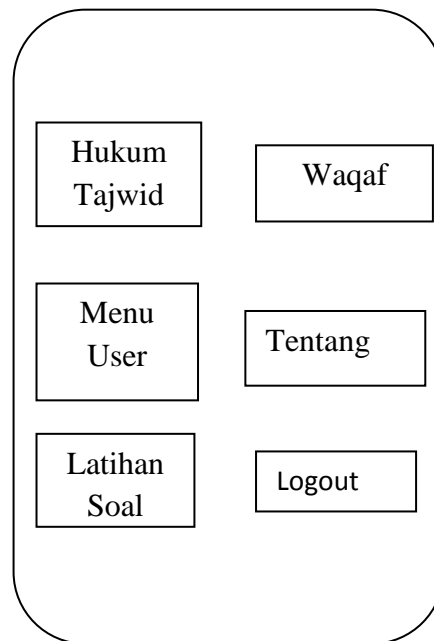 Hukum
Tajwid
Waqaf
Menu
User
Tentang
Latihan
Soal
Logout